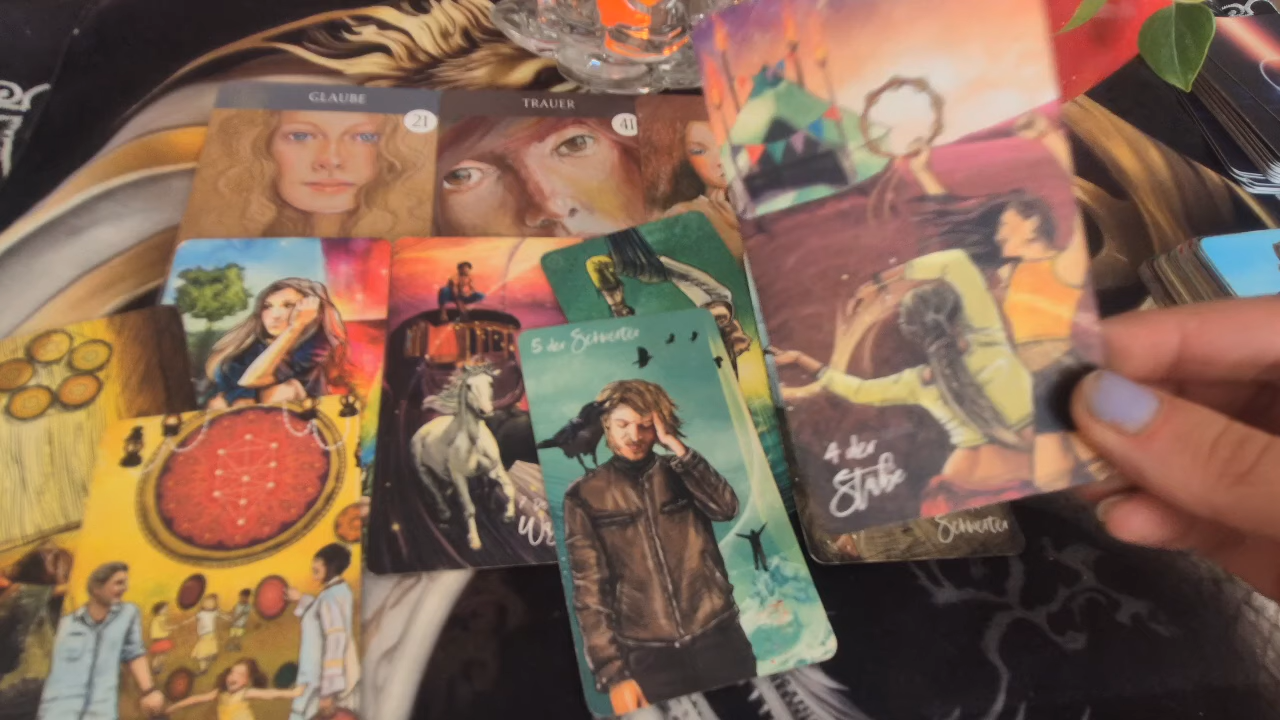 GLAUBE
21
TRAUER
41
5 der Schwerter
4 der
Stäbe
Schwerter